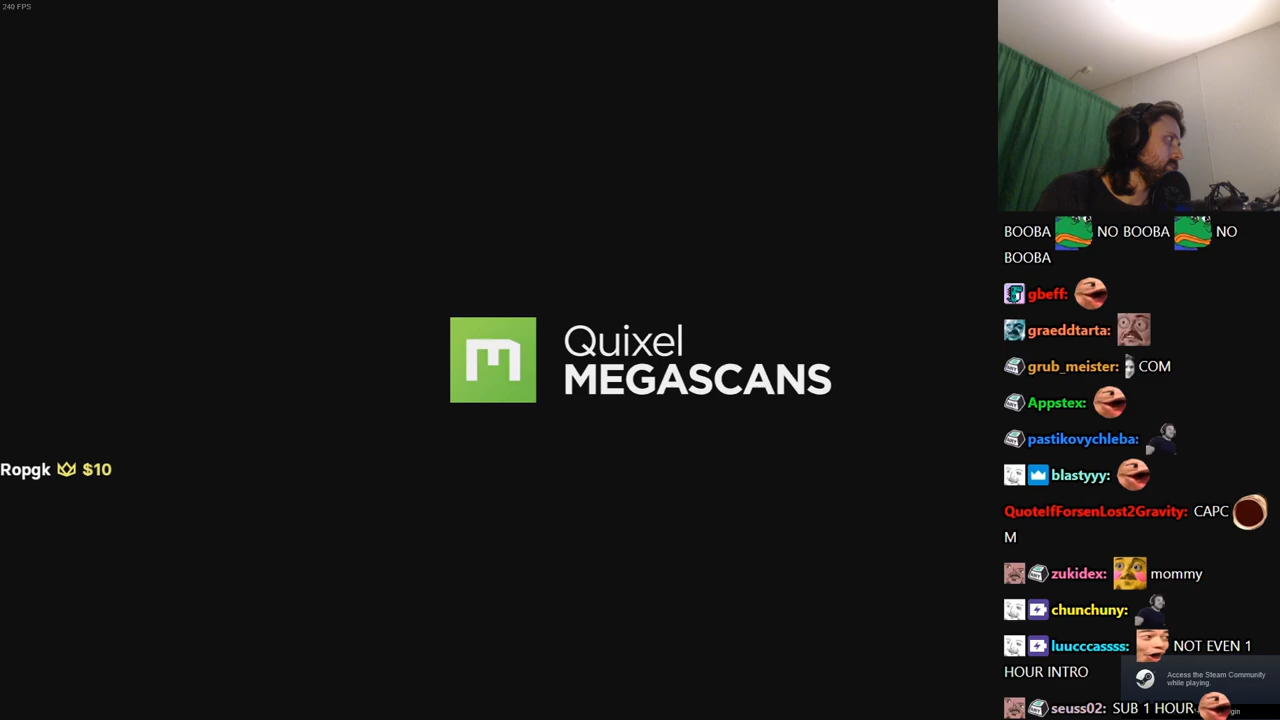 240 FPS
BOOBA NO BOOBA NO
BOOBA
gbeff:
graeddtarta:
grub_meister: COM
Appstex:
Quixel
MEGASCANS
pastikovychleba:
Ropgk $10
blastyyy:
QuoteIfForsenLost2Gravity: CAPC
M
zukidex: mommy
chunchuny:
luucccassss: NOT EVEN 1
HOUR INTRO
Access the Steam Community
while playing.
seuss02: SUB 1 HOUR